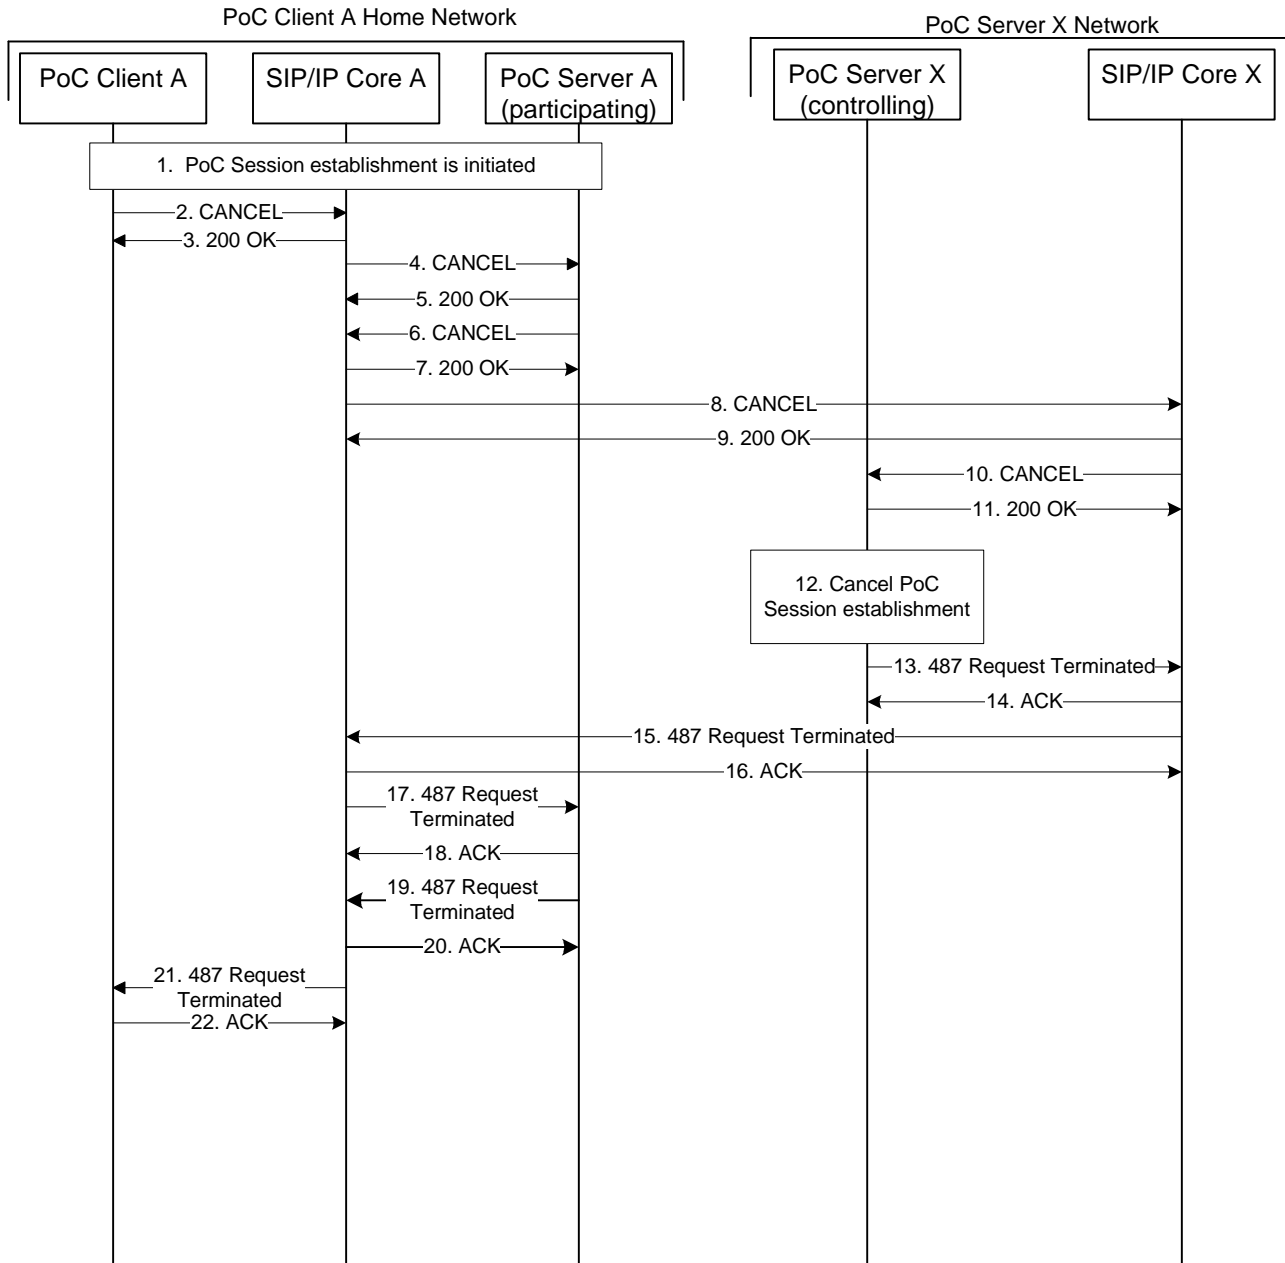 PoC Client A Home Network
PoC Server X Network
PoC Client A
SIP/IP Core A
PoC Server A
(participating)
PoC Server X
(controlling)
SIP/IP Core X
1. PoC Session establishment is initiated
2. CANCEL
3. 200 OK
4. CANCEL
5. 200 OK
6. CANCEL
7. 200 OK
8. CANCEL
9. 200 OK
10. CANCEL
11. 200 OK
12. Cancel PoC
Session establishment
13. 487 Request Terminated
14. ACK
15. 487 Request Terminated
16. ACK
17. 487 Request
Terminated
18. ACK
19. 487 Request
Terminated
20. ACK
21. 487 Request
Terminated
22. ACK